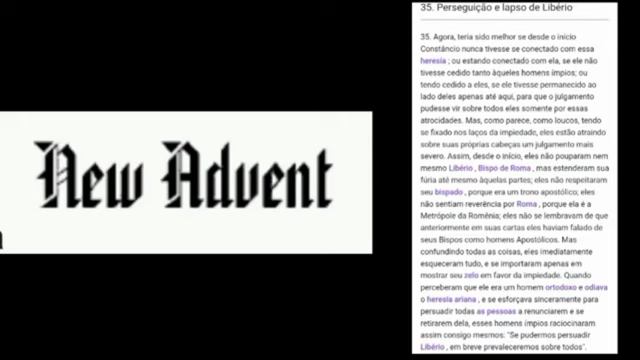 New Advent
35. Perseguição e lapso de Libério
35. Agora, teria sido melhor se desde o início
Constâncio nunca tivesse se conectado com essa
heresia ; ou estando conectado com ela, se ele não
tivesse cedido tanto àqueles homens ímpios; ou
tendo cedido a eles, se ele tivesse permanecido ao
lado deles apenas até aqui, para que o julgamento
pudesse vir sobre todos eles somente por essas
atrocidades. Mas, como parece, como loucos, tendo
se fixado nos laços da impiedade, eles estão atraindo
sobre suas próprias cabeças um julgamento mais
severo. Assim, desde o início, eles não pouparam nem
mesmo Libério , Bispo de Roma , mas estenderam sua
fúria até mesmo àquelas partes; eles não respeitaram
seu bispado , porque era um trono apostólico; eles
não sentiam reverência por Roma , porque ela é a
Metrópole da Romênia; eles não se lembravam de que
anteriormente em suas cartas eles haviam falado de
seus Bispos como homens Apostólicos. Mas
confundindo todas as coisas, eles imediatamente
esqueceram tudo, e se importaram apenas em
mostrar seu zelo em favor da impiedade. Quando
perceberam que ele era um homem ortodoxo e odiava
o heresia ariana , e se esforçava sinceramente para
persuadir todas as pessoas a renunciarem e se
retirarem dela, esses homens ímpios raciocinaram
assim consigo mesmos: "Se pudermos persuadir
Libério , em breve prevaleceremos sobre todos".